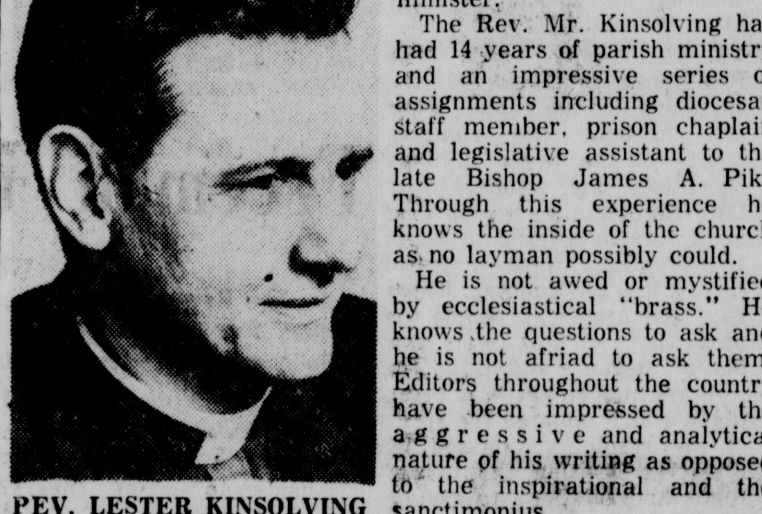 minister.
The Rev. Mr. Kinsolving ha
had 14 years of parish ministr
and an impressive series o
assignments including diocesa
staff member, prison chaplai
and legislative assistant to th
late Bishop James A. Pik
Through this experience h
knows the inside of the churc
as no layman possibly could.
He is not awed or mystifie
by ecclesiastical "brass." H
knows the questions to ask an
he is not afriad to ask them
Editors throughout the countr
have been impressed by th
aggressive and analytica
nature of his writing as oppose
to the inspirational and th
sanctimonius
REV. LESTER KINSOLVING